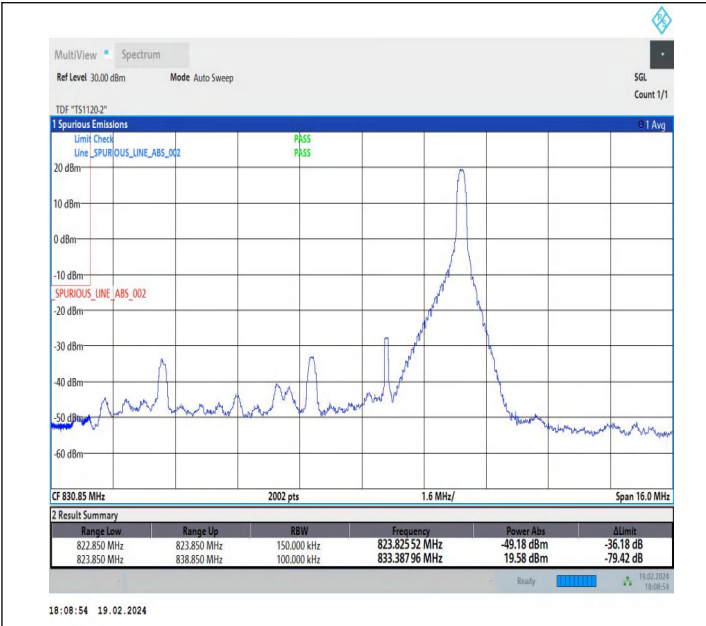 MultiView Spectrum
Ref Level 30.00 dBm Mode Auto Sweep SGL
Count 1/1
TDF "TS1120-2"
1 Spurious Emissions 1 Avg
Limit Check PASS
Line _SPURIOUS_LINE_ABS_002 PASS
20 dBm
10 dBm
0 dBm
-10 dBm
_SPURIOUS_LINE_ABS_002
-20 dBm
-30 dBm
-40 dBm
-50 dBm
-60 dBm
CF 830.85 MHz 2002 pts 1.6 MHz/ Span 16.0 MHz
2 Result Summary
Range Low Range Up RBW Frequency Power Abs ΔLimit
822.850 MHz 823.850 MHz 150.000 kHz 823.82552 MHz -49.18 dBm -36.18 dB
823.850 MHz 838.850 MHz 100.000 kHz 833.38796 MHz 19.58 dBm -79.42 dB
Ready 19.02.2024
18:08:54
18:08:54 19.02.2024